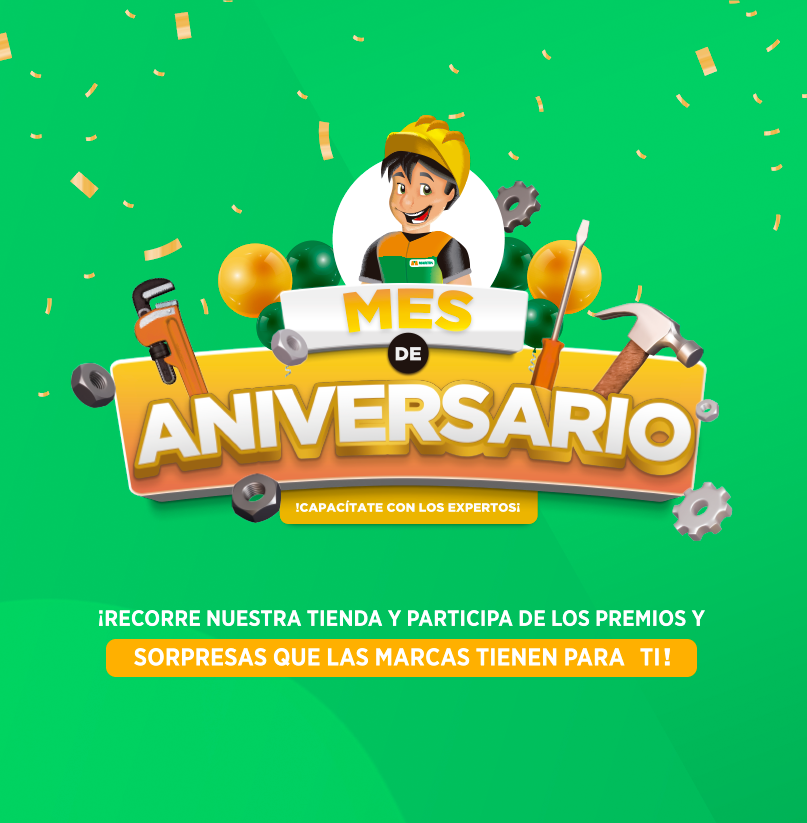 MES
DE
ANIVERSARIO
!CAPACÍTATE CON LOS EXPERTOS¡
¡RECORRE NUESTRA TIENDA Y PARTICIPA DE LOS PREMIOS Y
SORPRESAS QUE LAS MARCAS TIENEN PARA TI!